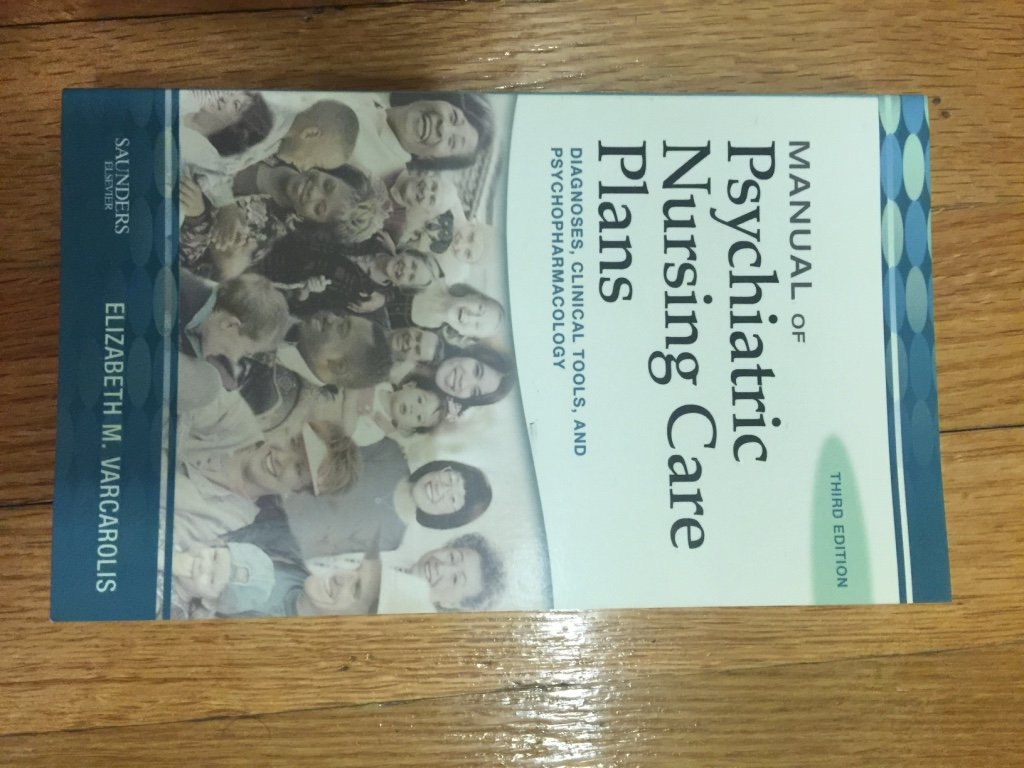 THIRD EDITION
MANUAL OF
Psychiatric
Nursing Care
Plans
DIAGNOSES, CLINICAL TOOLS, AND
PSYCHOPHARMACOLOGY
SAUNDERS
ELSEVIER
ELIZABETH M. VARCAROLIS